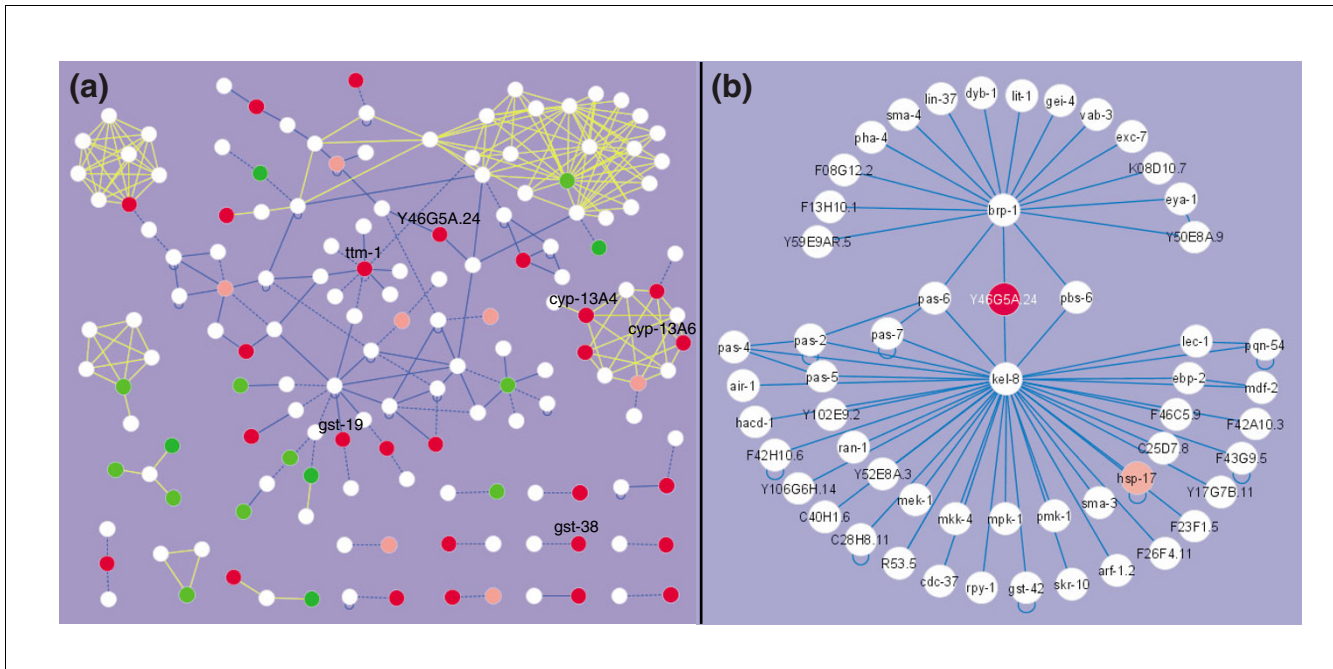 (a)
Y46G5A.24
ttm-1
cyp-13A4
cyp-13A6
gst-19
gst-38
(b)
dyb-1
lit-1
lin-37
gei-4
sma-4
vab-3
pha-4
exc-7
F08G12.2
K08D10.7
F13H10.1
brp-1
eya-1
Y59E9AR.5
Y50E8A.9
pas-6
Y46G5A.24
pbs-6
pas-7
pas-4
pas-2
lec-1
pqn-54
air-1
pas-5
kel-8
ebp-2
mdf-2
hacd-1
Y102E9.2
F46C5.9
F42A10.3
F42H10.6
ran-1
C25D7.8
F43G9.5
Y106G6H.14
Y52E8A.3
hsp-17
Y17G7B.11
C40H1.6
mek-1
sma-3
C28H8.11
mkk-4
mpk-1
pmk-1
F23F1.5
R53.5
F26F4.11
cdc-37
rpy-1
gst-42
skr-10
arf-1.2